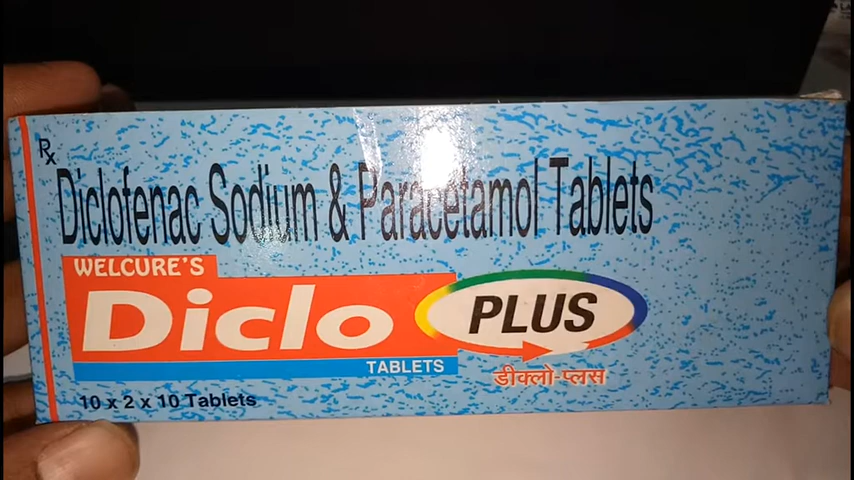 Rx
Diclofenac Sodium & Paracetamol Tablets
WELCURE'S
Diclo PLUS
TABLETS
डीक्लो-प्लस
10 x 2 x 10 Tablets